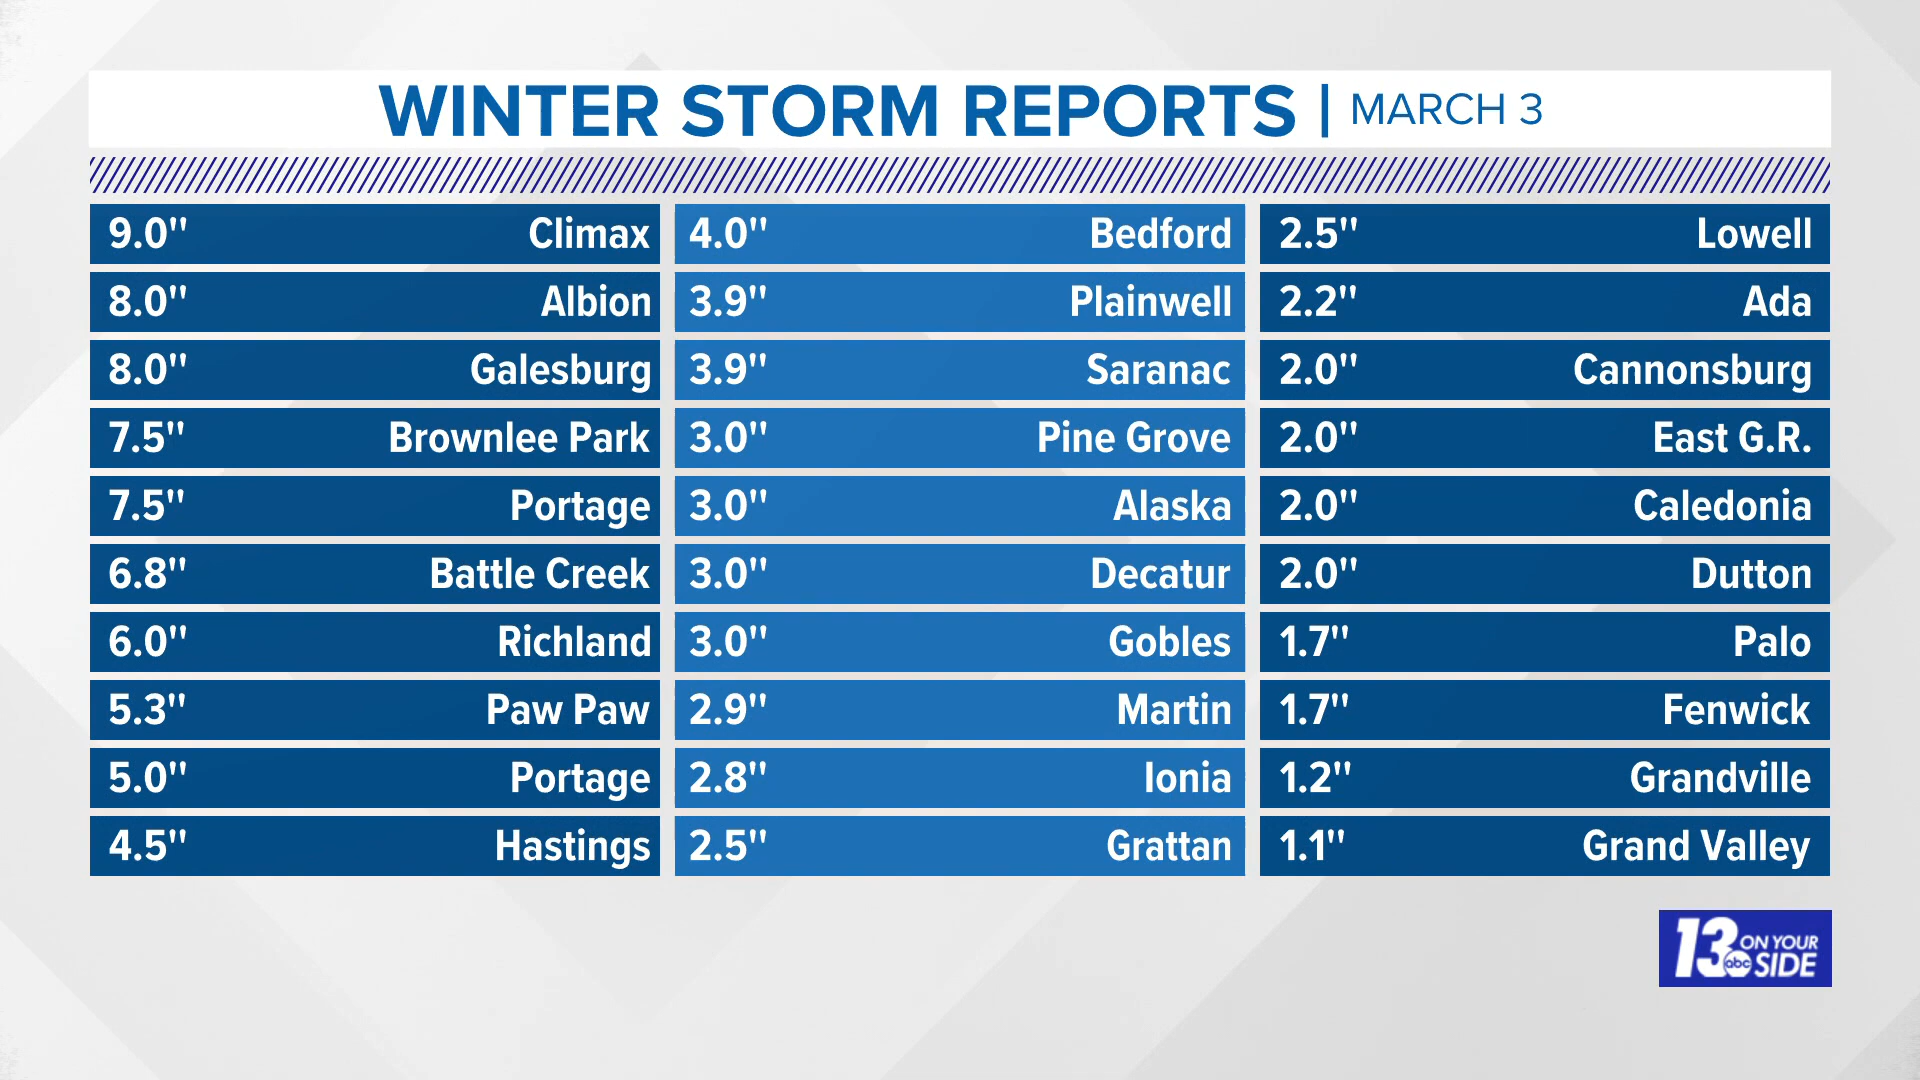 WINTER STORM REPORTS | MARCH 3
9.0" Climax
8.0" Albion
8.0" Galesburg
7.5" Brownlee Park
7.5" Portage
6.8" Battle Creek
6.0" Richland
5.3" Paw Paw
5.0" Portage
4.5" Hastings
4.0" Bedford
3.9" Plainwell
3.9" Saranac
3.0" Pine Grove
3.0" Alaska
3.0" Decatur
3.0" Gobles
2.9" Martin
2.8" Ionia
2.5" Grattan
2.5" Lowell
2.2" Ada
2.0" Cannonsburg
2.0" East G.R.
2.0" Caledonia
2.0" Dutton
1.7" Palo
1.7" Fenwick
1.2" Grandville
1.1" Grand Valley
13 abc ON YOUR
SIDE